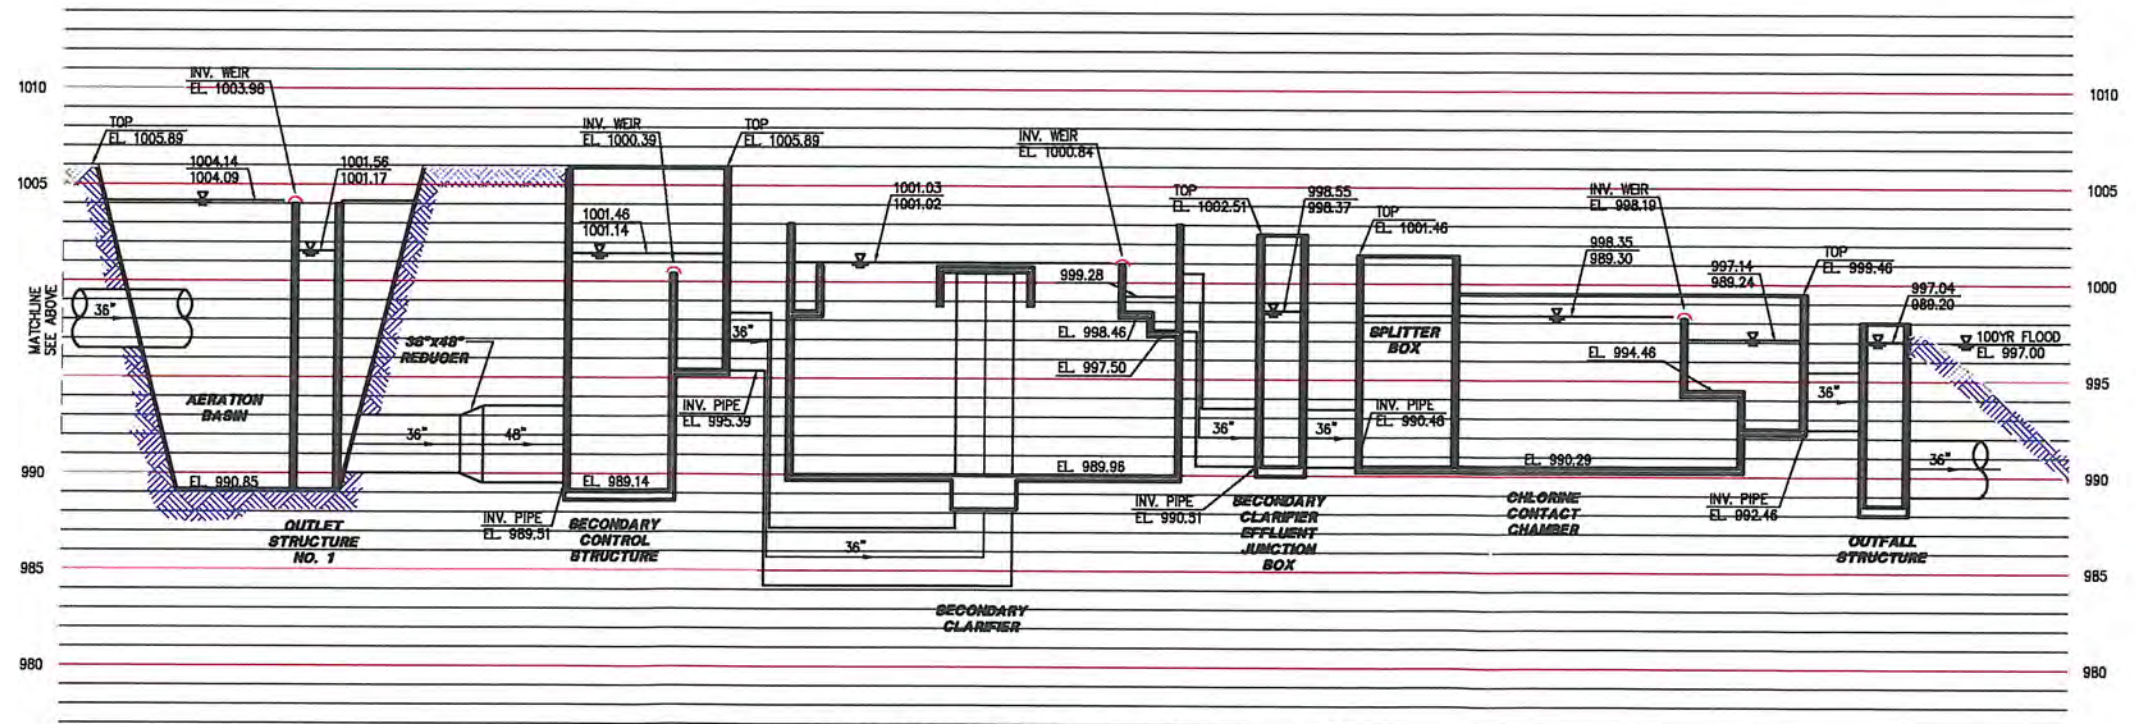 1010
1005
MATCHLINE
SEE ABOVE
990
985
980
INV. WEIR
EL. 1003.98
TOP
EL. 1005.89
1004.14
1004.09
1001.56
1001.17
36"
AERATION
BASIN
EL. 990.85
OUTLET
STRUCTURE
NO. 1
36"x48"
REDUCER
36"
48"
INV. PIPE
EL. 989.51
INV. WEIR
EL. 1000.39
TOP
EL. 1005.89
1001.46
1001.14
36"
INV. PIPE
EL. 995.39
EL. 989.14
SECONDARY
CONTROL
STRUCTURE
1001.03
1001.02
INV. WEIR
EL. 1000.84
999.28
EL. 998.46
EL. 997.50
EL. 989.96
36"
SECONDARY
CLARIFIER
TOP
EL. 1002.51
998.55
998.37
36"
36"
INV. PIPE
EL. 990.51
SECONDARY
CLARIFIER
EFFLUENT
JUNCTION
BOX
TOP
EL. 1001.46
SPLITTER
BOX
INV. PIPE
EL. 990.46
INV. WEIR
EL. 998.19
998.35
989.30
EL. 994.46
EL. 990.29
CHLORINE
CONTACT
CHAMBER
997.14
989.24
TOP
EL. 999.46
36"
INV. PIPE
EL. 992.46
997.04
989.20
100YR FLOOD
EL. 997.00
36"
OUTFALL
STRUCTURE
1010
1005
1000
995
990
985
980